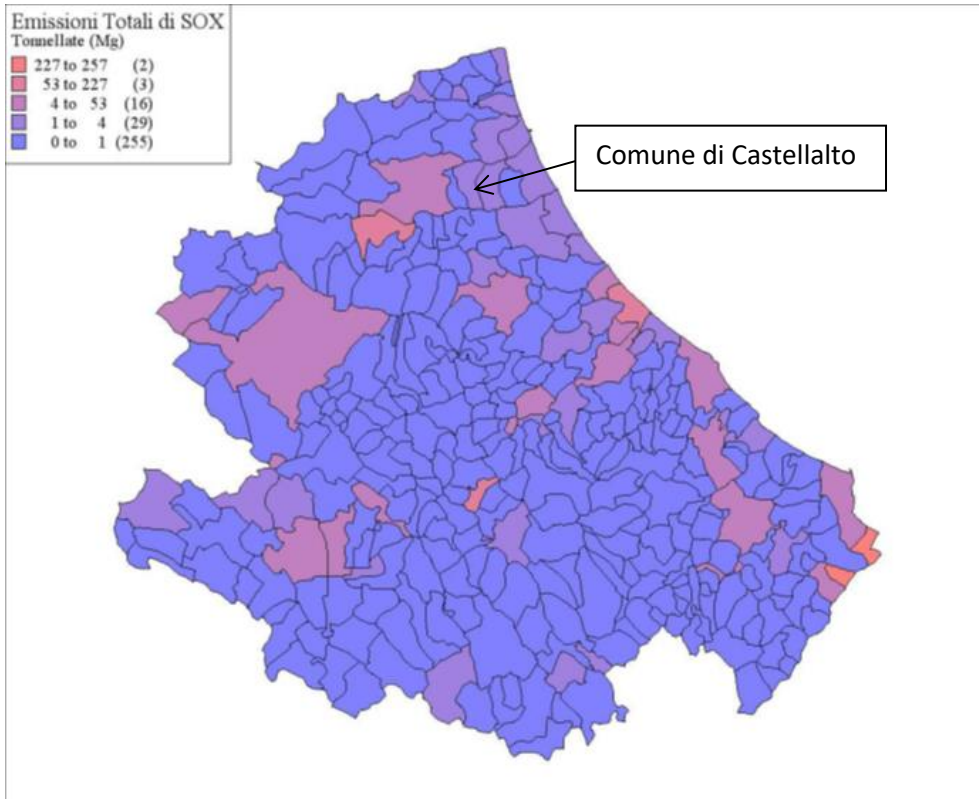 Emissioni Totali di SOX
Tonnellate (Mg)
227 to 257 (2)
53 to 227 (3)
4 to 53 (16)
1 to 4 (29)
0 to 1 (255)
Comune di Castellalto